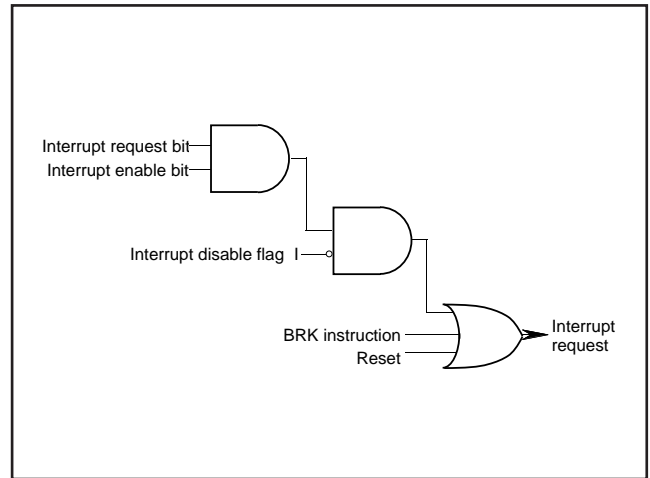 Interrupt request bit
Interrupt enable bit
Interrupt disable flag I
BRK instruction
Reset
Interrupt
request